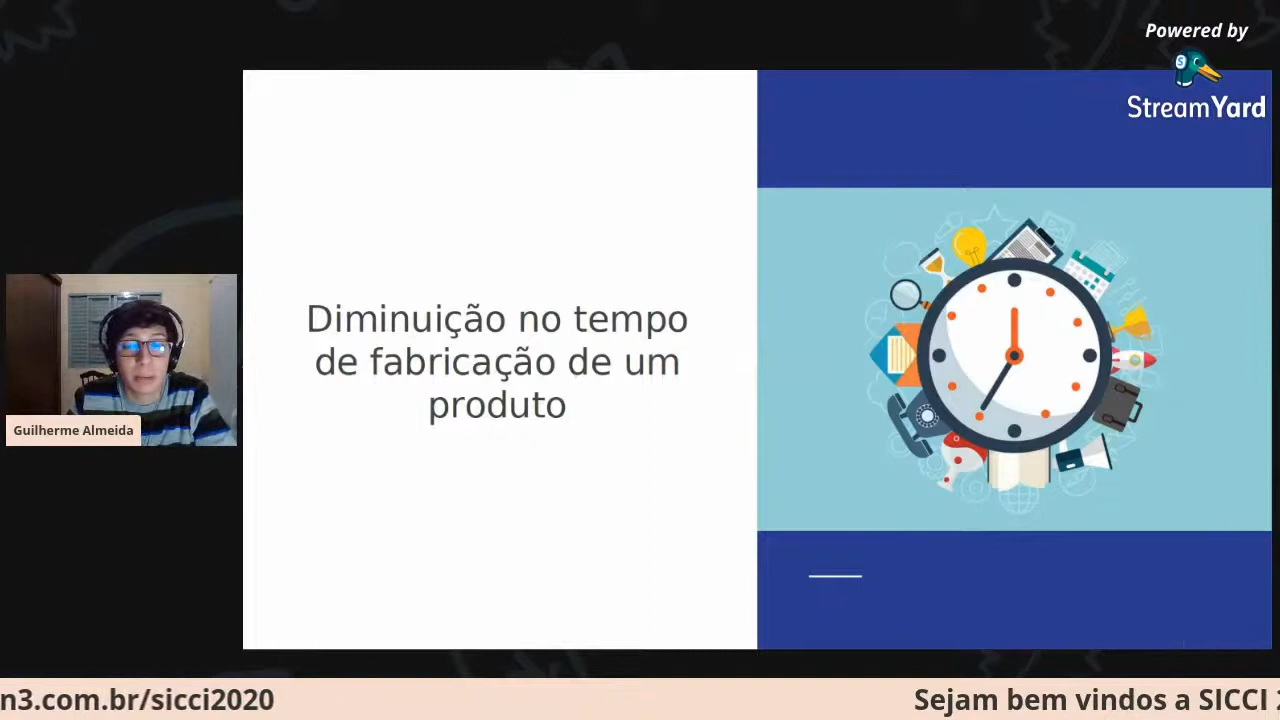 Powered by
StreamYard
Diminuição no tempo
de fabricação de um
produto
Guilherme Almeida
n3.com.br/sicci2020
Sejam bem vindos a SICCI